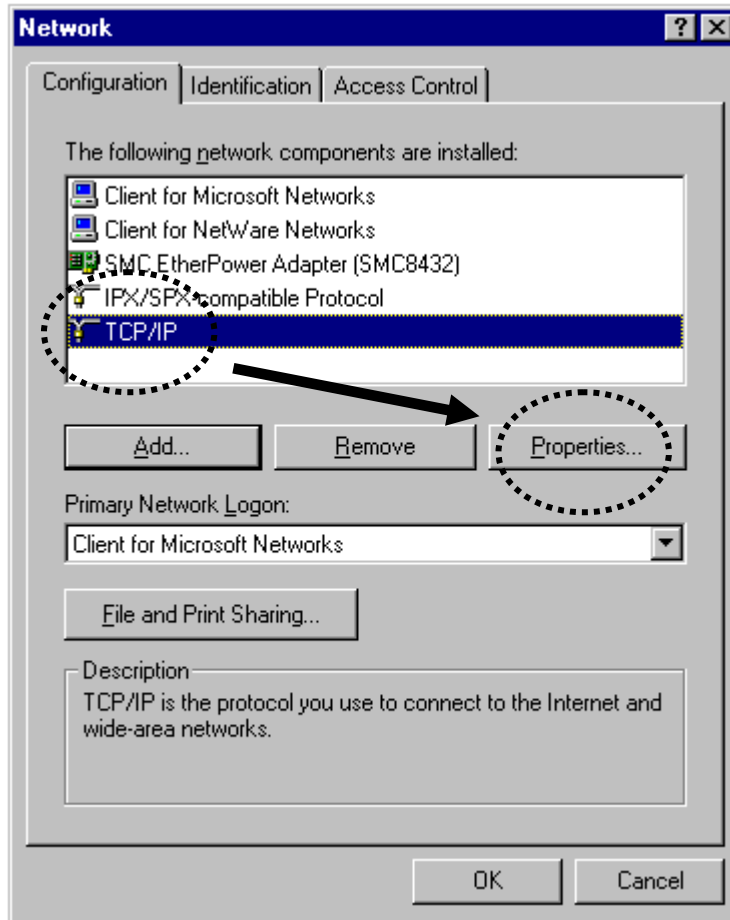 Network
Configuration Identification Access Control
The following network components are installed:
Client for Microsoft Networks
Client for NetWare Networks
SMC EtherPower Adapter (SMC8432)
IPX/SPX-compatible Protocol
TCP/IP
Add... Remove Properties...
Primary Network Logon:
Client for Microsoft Networks
File and Print Sharing...
Description
TCP/IP is the protocol you use to connect to the Internet and
wide-area networks.
OK Cancel